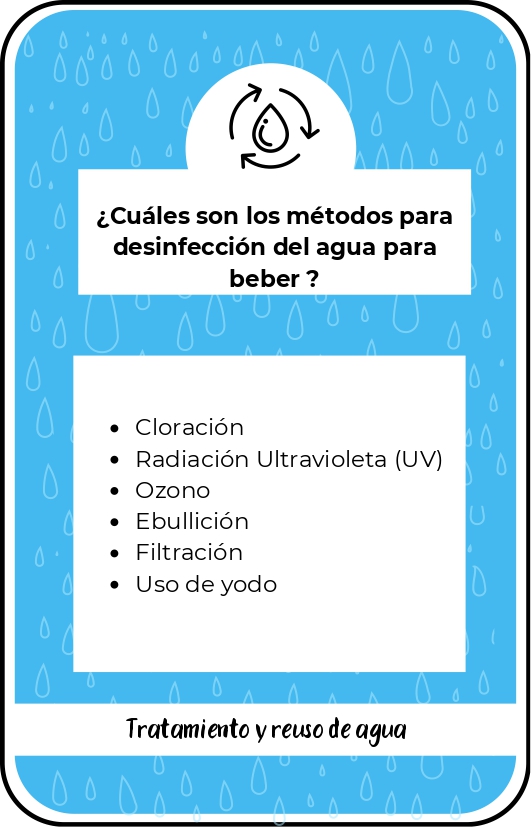 ¿Cuáles son los métodos para
desinfección del agua para
beber ?
• Cloración
• Radiación Ultravioleta (UV)
• Ozono
• Ebullición
• Filtración
• Uso de yodo
Tratamiento y reuso de agua